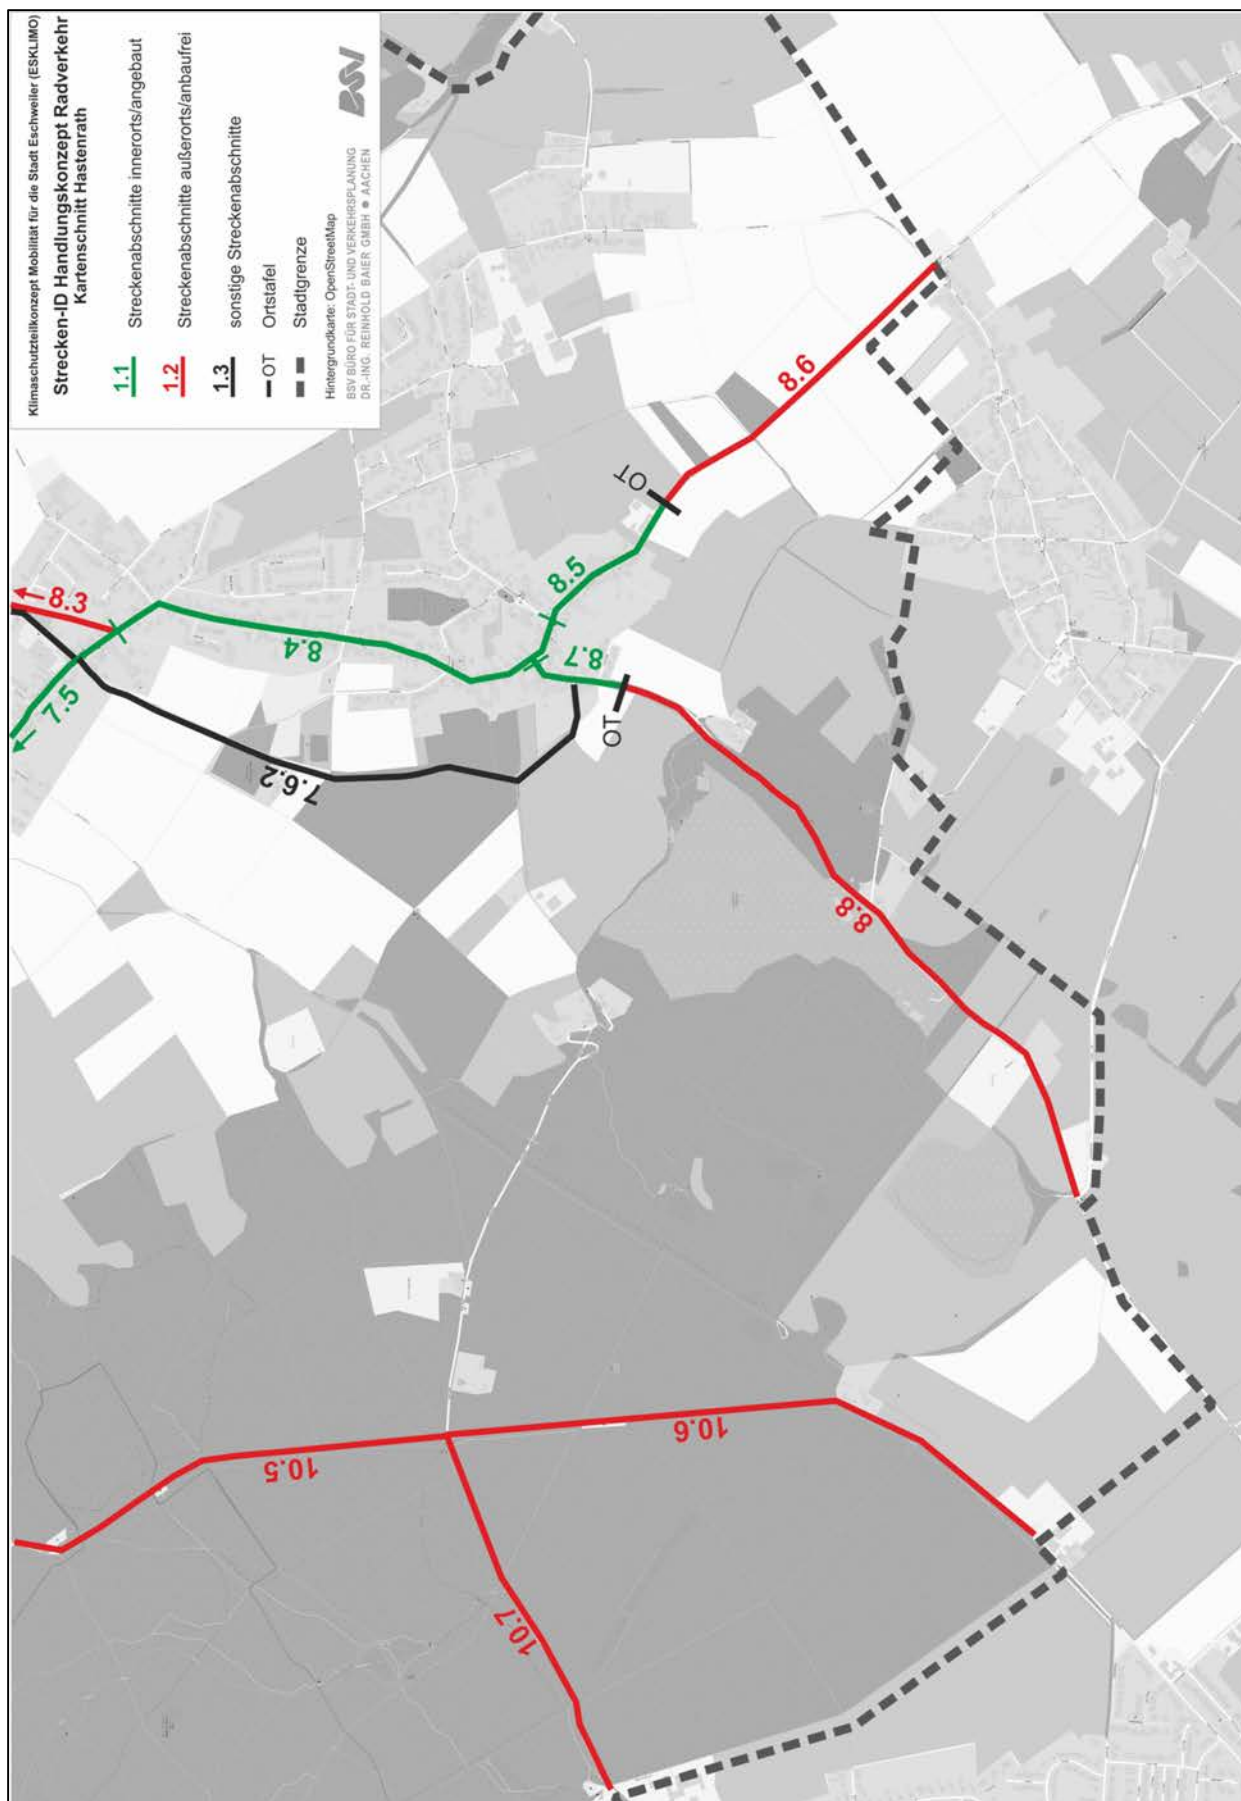 Klimaschutzteilkonzept Mobilität für die Stadt Eschweiler (ESKLIMO)
Strecken-ID Handlungskonzept Radverkehr
Kartenschnitt Hastenrath
1.1 Streckenabschnitte innerorts/angebaut
1.2 Streckenabschnitte außerorts/anbaufrei
1.3 sonstige Streckenabschnitte
OT Ortstafel
Stadtgrenze
Hintergrundkarte: OpenStreetMap
BSV BÜRO FÜR STADT- UND VERKEHRSPLANUNG
DR.-ING. REINHOLD BAIER GMBH AACHEN
BSV
8.3
7.5
8.4
7.6.2
8.5
8.7
OT
OT
8.6
8.8
10.5
10.6
10.7